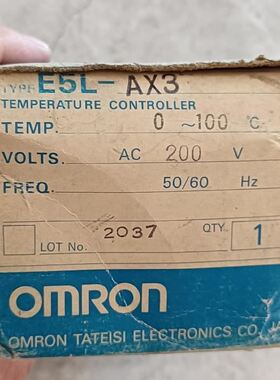 TYPE E5L-AX3
TEMPERATURE CONTROLLER
TEMP. 0 ~100 °C
VOLTS. AC 200 V
FREQ. 50/60 Hz
LOT No. 2037 QTY. 1
OMRON
OMRON TATEISI ELECTRONICS CO.